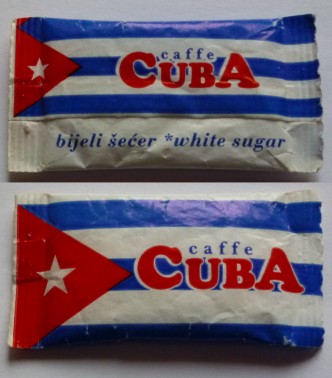 caffe
CUBA
bijeli šećer *white sugar
caffe
CUBA